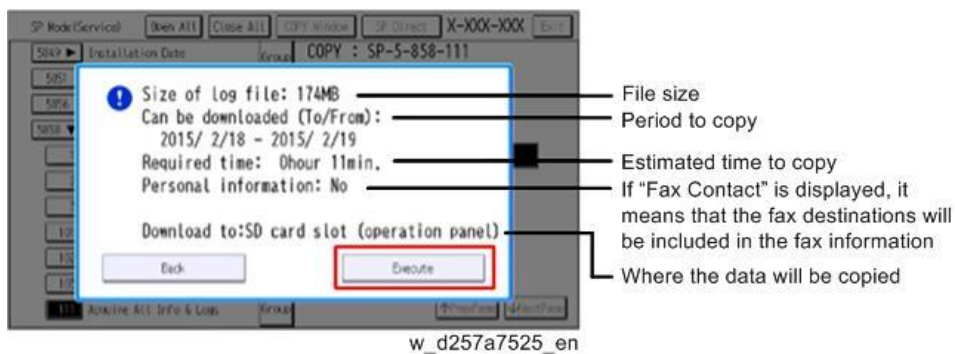 SP Mode(Service) Open All Close All COPY Window SP Direct X-XXX-XXX Exit
5849 ▶ Installation Date Group COPY : SP-5-858-111
5851
5856
5858 ▼
Size of log file: 174MB
Can be downloaded (To/From):
2015/ 2/18 - 2015/ 2/19
Required time: 0hour 11min.
Personal information: No
Download to:SD card slot (operation panel)
Back Execute
111 Acquire All Info & Logs Group
File size
Period to copy
Estimated time to copy
If “Fax Contact” is displayed, it
means that the fax destinations will
be included in the fax information
Where the data will be copied
w_d257a7525_en